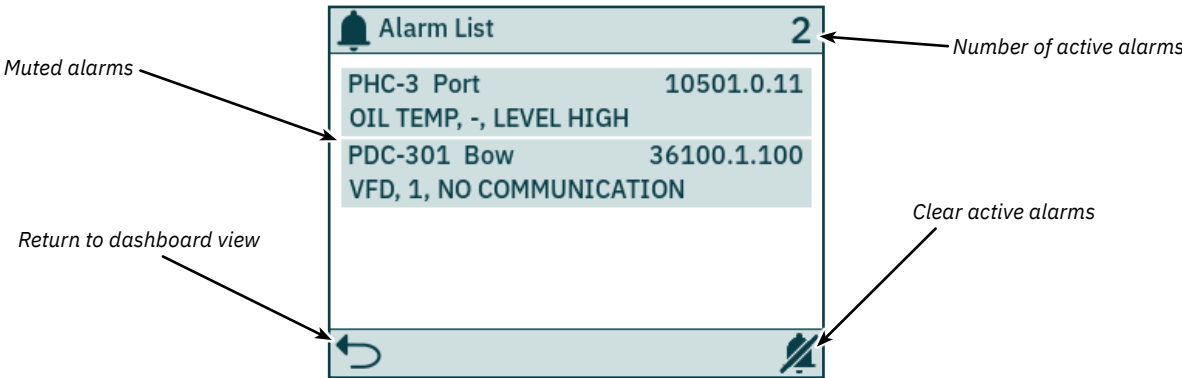 Alarm List 2
Number of active alarms
Muted alarms
PHC-3 Port 10501.0.11
OIL TEMP, -, LEVEL HIGH
PDC-301 Bow 36100.1.100
VFD, 1, NO COMMUNICATION
Clear active alarms
Return to dashboard view